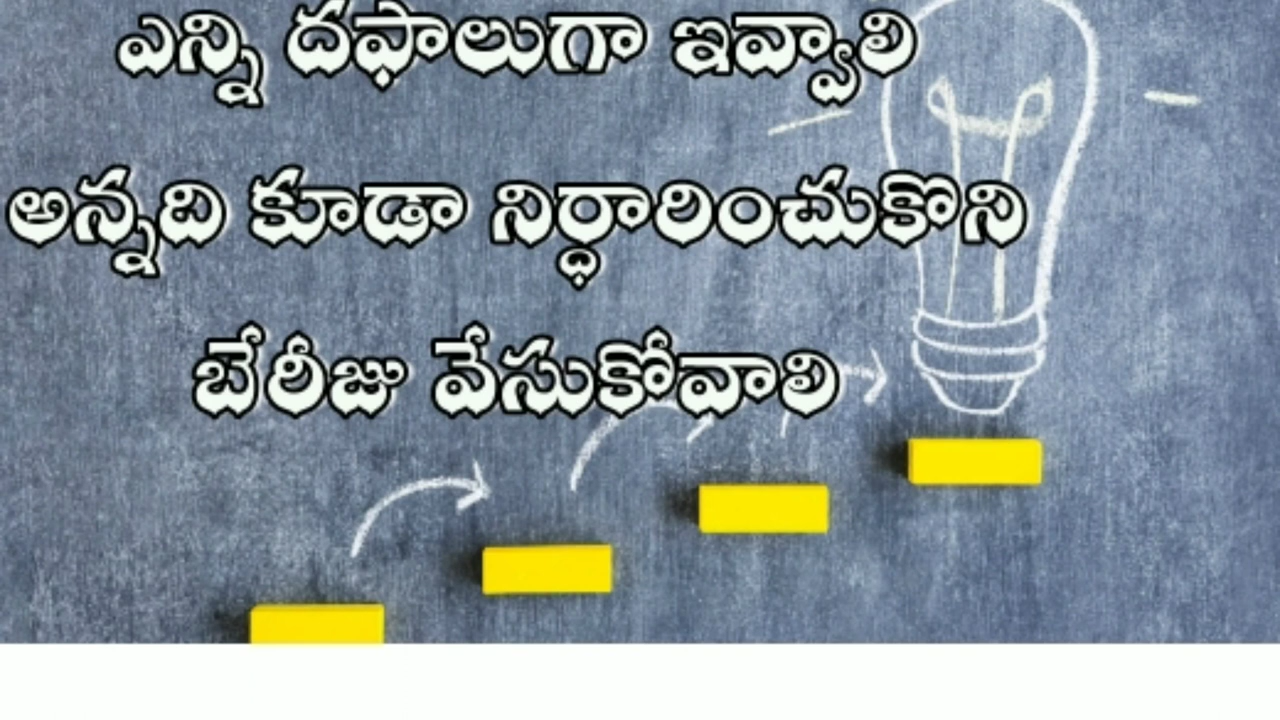 ఎన్ని దఫాలుగా ఇవ్వాలి
అన్నది కూడా నిర్ధారించుకొని
బేరీజు వేసుకోవాలి